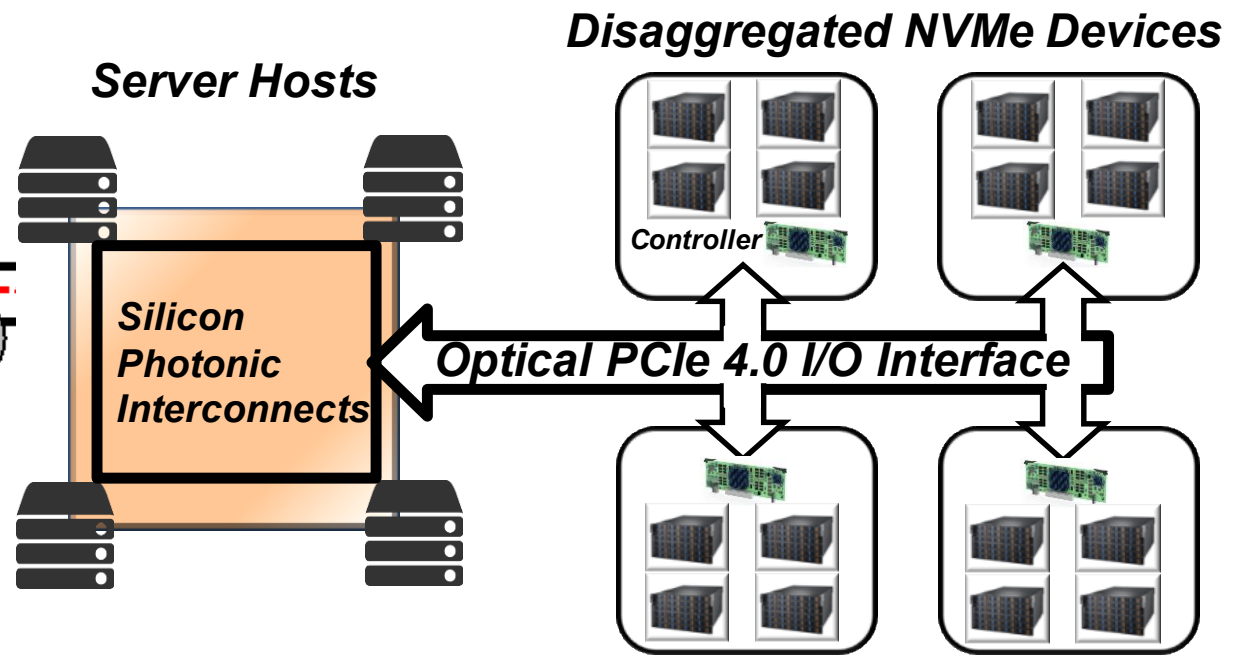 Disaggregated NVMe Devices
Server Hosts
Controller
Silicon
Photonic
Interconnects
Optical PCIe 4.0 I/O Interface